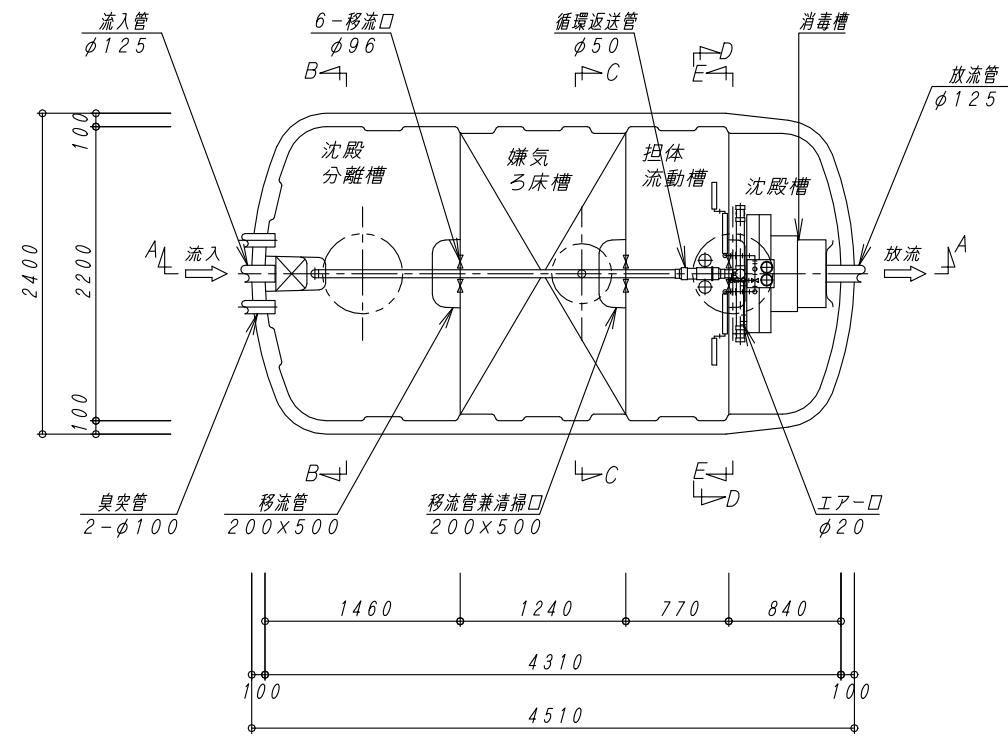 流入管
φ125
6-移流口
φ96
循環返送管
φ50
消毒槽
放流管
φ125
B
C
D
E
沈殿
分離槽
嫌気
ろ床槽
担体
流動槽
沈殿槽
100
2400
2200
100
A
流入
放流
A
B
C
E
D
臭突管
2-φ100
移流管
200×500
移流管兼清掃口
200×500
エアー口
φ20
1460
1240
770
840
4310
100
100
4510